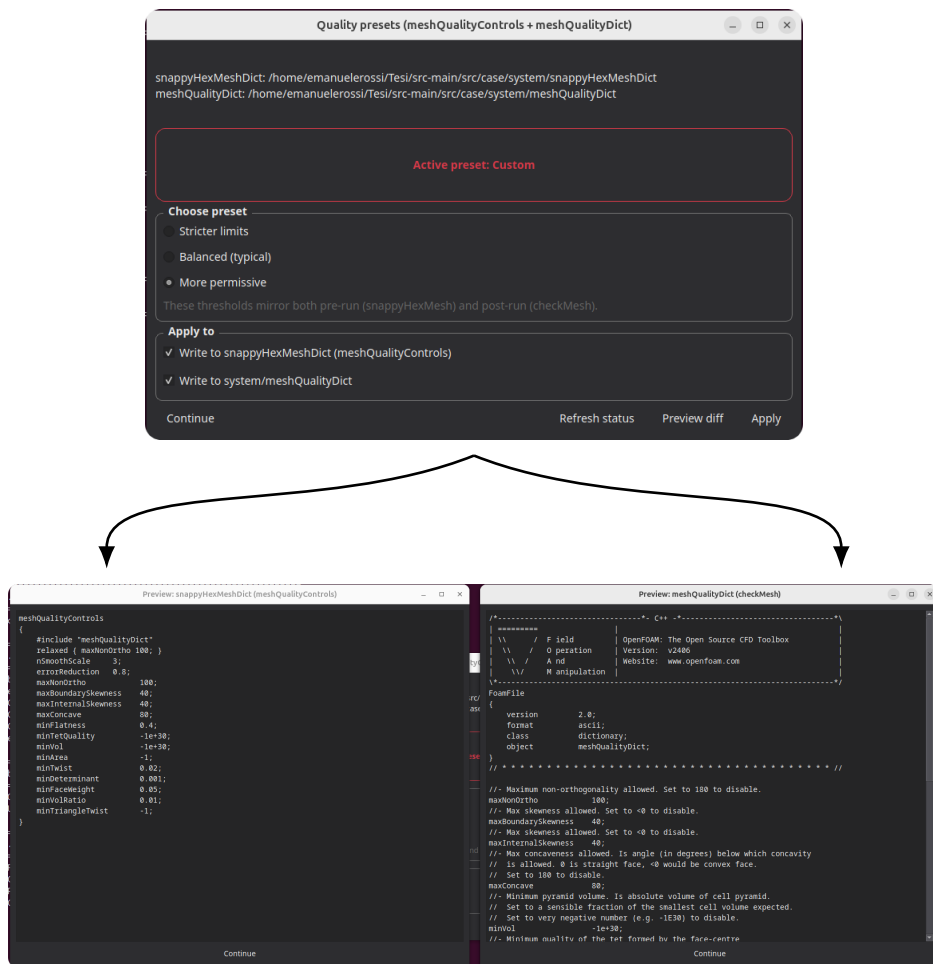 Quality presets (meshQualityControls + meshQualityDict)
snappyHexMeshDict: /home/emanuelerossi/Tesi/src-main/src/case/system/snappyHexMeshDict
meshQualityDict: /home/emanuelerossi/Tesi/src-main/src/case/system/meshQualityDict
Active preset: Custom
Choose preset
Stricter limits
Balanced (typical)
More permissive
These thresholds mirror both pre-run (snappyHexMesh) and post-run (checkMesh).
Apply to
Write to snappyHexMeshDict (meshQualityControls)
Write to system/meshQualityDict
Continue Refresh status Preview diff Apply
Preview: snappyHexMeshDict (meshQualityControls)
meshQualityControls
{
    #include "meshQualityDict"
    relaxed { maxNonOrtho 100; }
    nSmoothScale     3;
    errorReduction   0.8;
    maxNonOrtho            100;
    maxBoundarySkewness    40;
    maxInternalSkewness    40;
    maxConcave             80;
    minFlatness            0.4;
    minTetQuality          -1e+30;
    minVol                 -1e+30;
    minArea                -1;
    minTwist               0.02;
    minDeterminant         0.001;
    minFaceWeight          0.05;
    minVolRatio            0.01;
    minTriangleTwist       -1;
}
Continue
Preview: meshQualityDict (checkMesh)
/*--------------------------------*- C++ -*----------------------------------*\
| =========                 |                                                 |
| \\      /  F ield         | OpenFOAM: The Open Source CFD Toolbox           |
|  \\    /   O peration     | Version:  v2406                                 |
|   \\  /    A nd           | Website:  www.openfoam.com                      |
|    \\/     M anipulation  |                                                 |
\*---------------------------------------------------------------------------*/
FoamFile
{
    version         2.0;
    format          ascii;
    class           dictionary;
    object          meshQualityDict;
}
// * * * * * * * * * * * * * * * * * * * * * * * * * * * * * * * * * * * * * //
//- Maximum non-orthogonality allowed. Set to 180 to disable.
maxNonOrtho            100;
//- Max skewness allowed. Set to <0 to disable.
maxBoundarySkewness    40;
//- Max skewness allowed. Set to <0 to disable.
maxInternalSkewness    40;
//- Max concaveness allowed. Is angle (in degrees) below which concavity
//  is allowed. 0 is straight face, <0 would be convex face.
//  Set to 180 to disable.
maxConcave             80;
//- Minimum pyramid volume. Is absolute volume of cell pyramid.
//  Set to a sensible fraction of the smallest cell volume expected.
//  Set to very negative number (e.g. -1E30) to disable.
minVol                 -1e+30;
//- Minimum quality of the tet formed by the face-centre
Continue